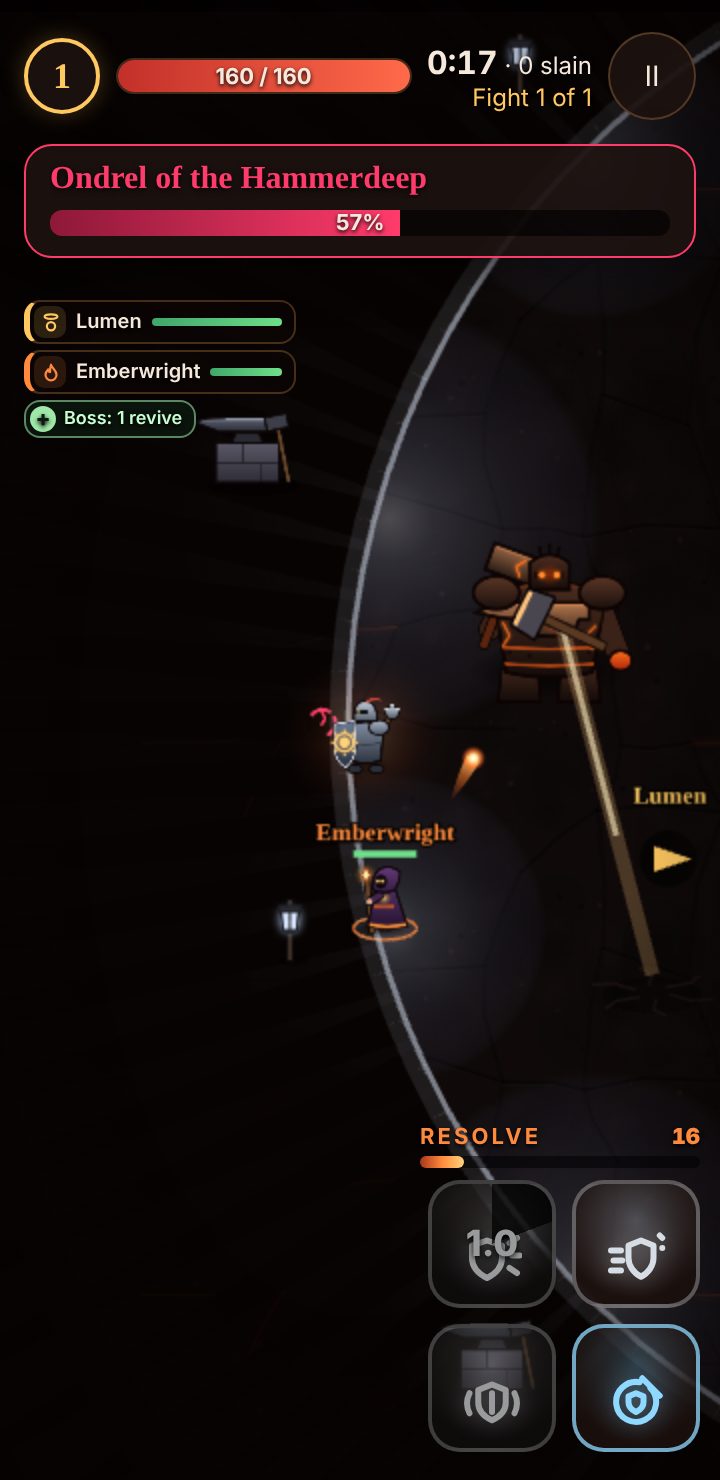 1
160 / 160
0:17 · 0 slain
Fight 1 of 1
Ondrel of the Hammerdeep
57%
Lumen
Emberwright
Boss: 1 revive
Lumen
Emberwright
RESOLVE 16
1.0